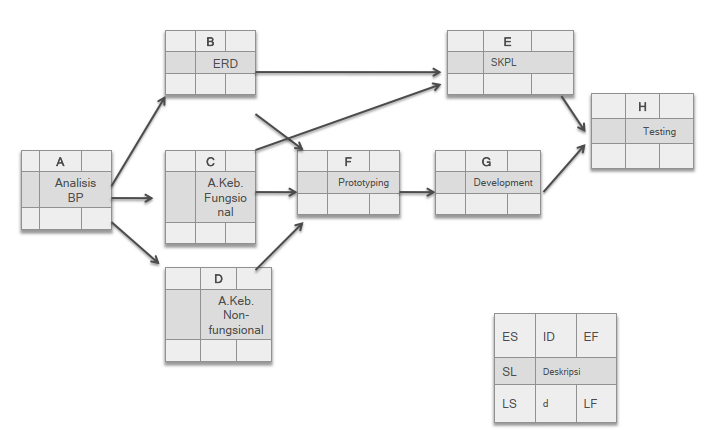 B
ERD
E
SKPL
H
Testing
A
Analisis
BP
C
A.Keb.
Fungsio
nal
F
Prototyping
G
Development
D
A.Keb.
Non-
fungsional
ES ID EF
SL Deskripsi
LS d LF